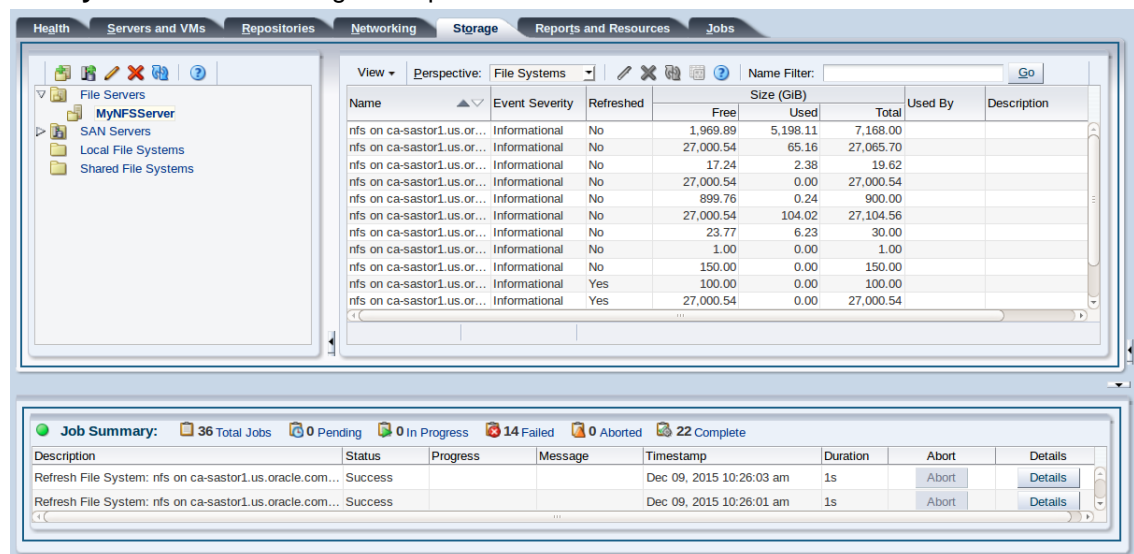 Health Servers and VMs Repositories Networking Storage Reports and Resources Jobs
View Perspective: File Systems Name Filter: Go
File Servers
MyNFSServer
SAN Servers
Local File Systems
Shared File Systems
Name Event Severity Refreshed Size (GiB) Used By Description
Free Used Total
nfs on ca-sastor1.us.or... Informational No 1,969.89 5,198.11 7,168.00
nfs on ca-sastor1.us.or... Informational No 27,000.54 65.16 27,065.70
nfs on ca-sastor1.us.or... Informational No 17.24 2.38 19.62
nfs on ca-sastor1.us.or... Informational No 27,000.54 0.00 27,000.54
nfs on ca-sastor1.us.or... Informational No 899.76 0.24 900.00
nfs on ca-sastor1.us.or... Informational No 27,000.54 104.02 27,104.56
nfs on ca-sastor1.us.or... Informational No 23.77 6.23 30.00
nfs on ca-sastor1.us.or... Informational No 1.00 0.00 1.00
nfs on ca-sastor1.us.or... Informational No 150.00 0.00 150.00
nfs on ca-sastor1.us.or... Informational Yes 100.00 0.00 100.00
nfs on ca-sastor1.us.or... Informational Yes 27,000.54 0.00 27,000.54
Job Summary: 36 Total Jobs 0 Pending 0 In Progress 14 Failed 0 Aborted 22 Complete
Description Status Progress Message Timestamp Duration Abort Details
Refresh File System: nfs on ca-sastor1.us.oracle.com... Success Dec 09, 2015 10:26:03 am 1s Abort Details
Refresh File System: nfs on ca-sastor1.us.oracle.com... Success Dec 09, 2015 10:26:01 am 1s Abort Details